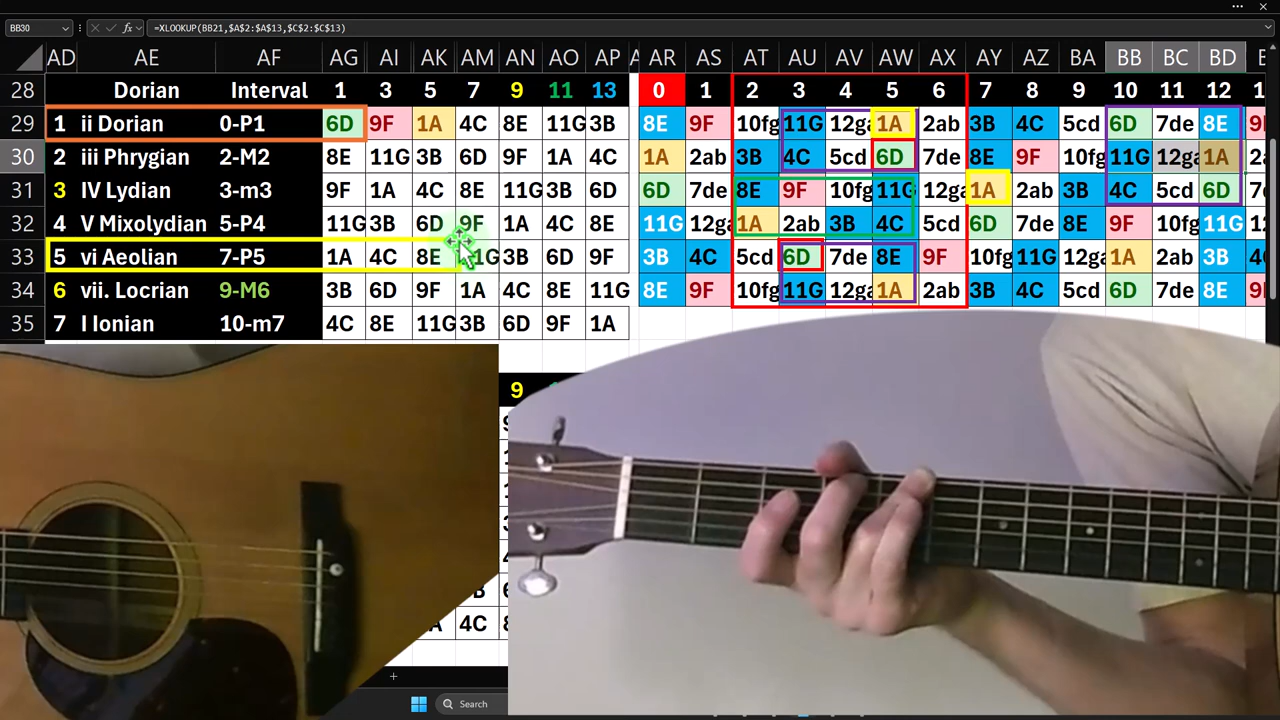 BB30 =XLOOKUP(BB21,$A$2:$A$13,$C$2:$C$13)
AD AE AF AG AI AK AM AN AO AP AR AS AT AU AV AW AX AY AZ BA BB BC BD
28 Dorian Interval 1 3 5 7 9 11 13 0 1 2 3 4 5 6 7 8 9 10 11 12
29 1 ii Dorian 0-P1 6D 9F 1A 4C 8E 11G 3B 8E 9F 10fg 11G 12ga 1A 2ab 3B 4C 5cd 6D 7de 8E
30 2 iii Phrygian 2-M2 8E 11G 3B 6D 9F 1A 4C 1A 2ab 3B 4C 5cd 6D 7de 8E 9F 10fg 11G 12ga 1A
31 3 IV Lydian 3-m3 9F 1A 4C 8E 11G 3B 6D 6D 7de 8E 9F 10fg 11G 12ga 1A 2ab 3B 4C 5cd 6D
32 4 V Mixolydian 5-P4 11G 3B 6D 9F 1A 4C 8E 11G 12ga 1A 2ab 3B 4C 5cd 6D 7de 8E 9F 10fg 11G
33 5 vi Aeolian 7-P5 1A 4C 8E 1G 3B 6D 9F 3B 4C 5cd 6D 7de 8E 9F 10fg 11G 12ga 1A 2ab 3B
34 6 vii. Locrian 9-M6 3B 6D 9F 1A 4C 8E 11G 8E 9F 10fg 11G 12ga 1A 2ab 3B 4C 5cd 6D 7de 8E
35 7 I Ionian 10-m7 4C 8E 11G 3B 6D 9F 1A
9
4C
Search